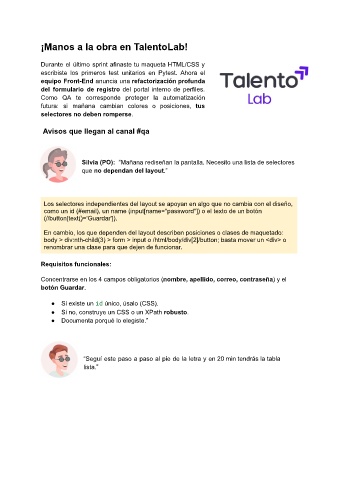 ¡Manos a la obra en TalentoLab!
Durante el último sprint afinaste tu maqueta HTML/CSS y
escribiste los primeros test unitarios en Pytest. Ahora el
equipo Front-End anuncia una refactorización profunda
del formulario de registro del portal interno de perfiles.
Como QA te corresponde proteger la automatización
futura: si mañana cambian colores o posiciones, tus
selectores no deben romperse.
Talento
Lab
Avisos que llegan al canal #qa
Silvia (PO): "Mañana rediseñan la pantalla. Necesito una lista de selectores
que no dependan del layout."
Los selectores independientes del layout se apoyan en algo que no cambia con el diseño,
como un id (#email), un name (input[name="password"]) o el texto de un botón
(//button[text()='Guardar']).
En cambio, los que dependen del layout describen posiciones o clases de maquetado:
body > div:nth-child(3) > form > input o /html/body/div[2]/button; basta mover un <div> o
renombrar una clase para que dejen de funcionar.
Requisitos funcionales:
Concentrarse en los 4 campos obligatorios (nombre, apellido, correo, contraseña) y el
botón Guardar.
● Si existe un id único, úsalo (CSS).
● Si no, construye un CSS o un XPath robusto.
● Documenta porqué lo elegiste."
"Seguí este paso a paso al pie de la letra y en 20 min tendrás la tabla
lista."